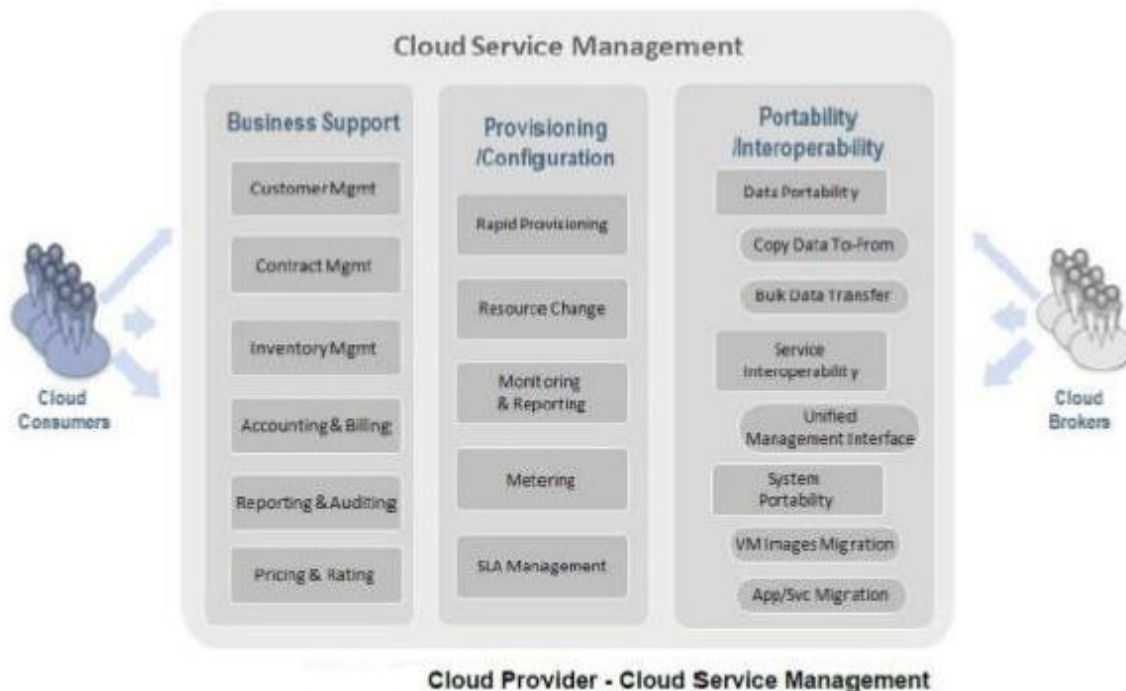 Cloud Service Management
Business Support
Customer Mgmt
Contract Mgmt
Inventory Mgmt
Accounting & Billing
Reporting & Auditing
Pricing & Rating
Provisioning
/Configuration
Rapid Provisioning
Resource Change
Monitoring
& Reporting
Metering
SLA Management
Portability
/Interoperability
Data Portability
Copy Data To-From
Bulk Data Transfer
Service
Interoperability
Unified
Management Interface
System
Portability
VM Images Migration
App/Svc Migration
Cloud
Consumers
Cloud
Brokers
Cloud Provider - Cloud Service Management